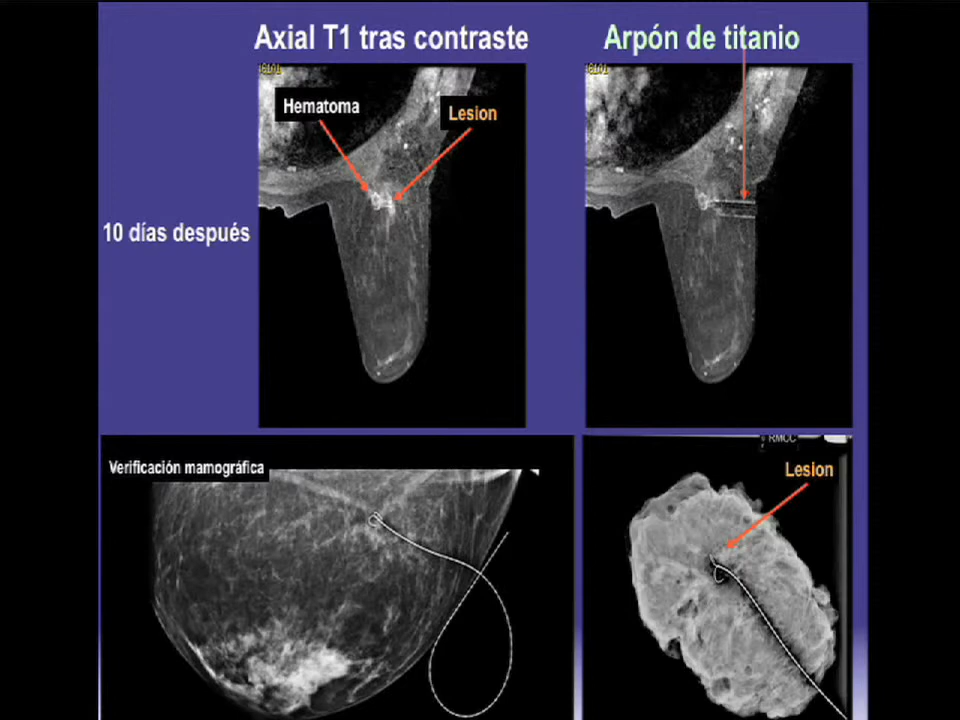 Axial T1 tras contraste
Arpón de titanio
Hematoma
Lesion
10 días después
Verificación mamográfica
RMCC
Lesion